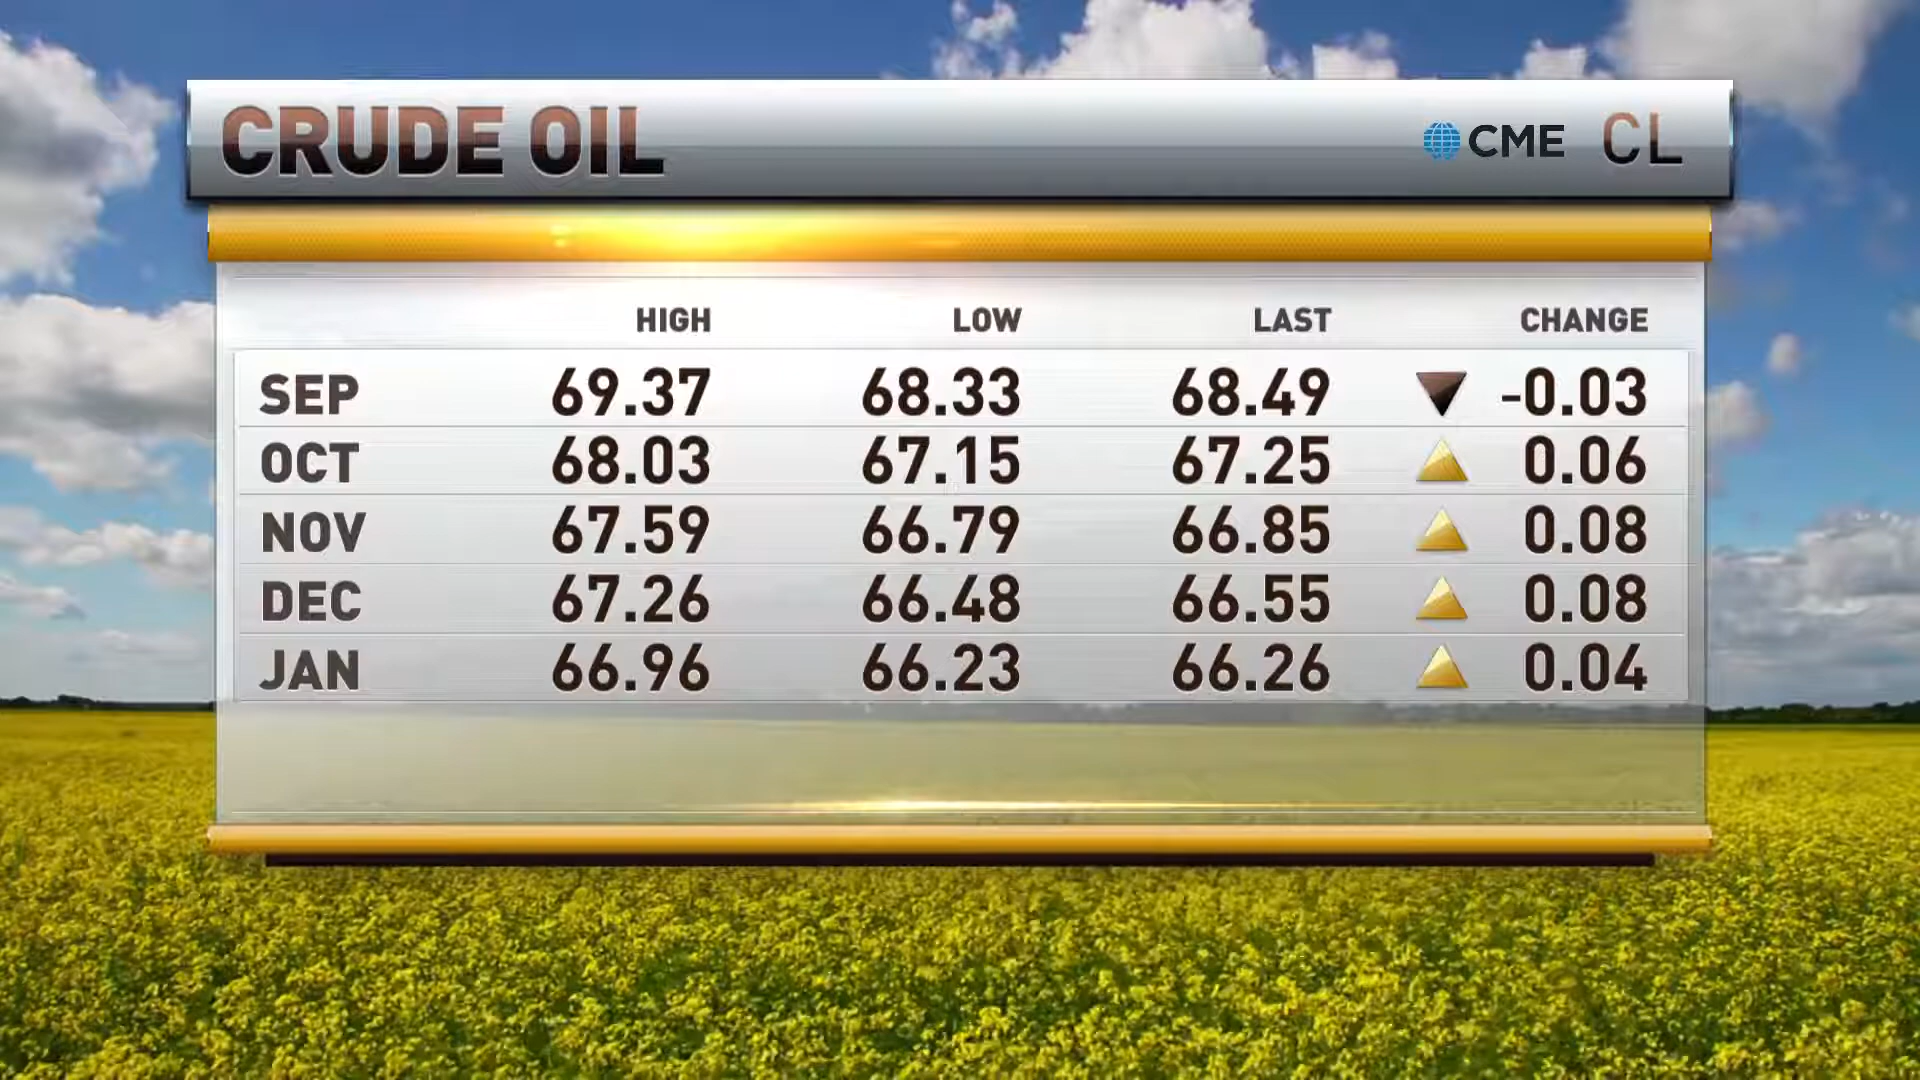 CRUDE OIL CME CL
HIGH LOW LAST CHANGE
SEP 69.37 68.33 68.49 -0.03
OCT 68.03 67.15 67.25 0.06
NOV 67.59 66.79 66.85 0.08
DEC 67.26 66.48 66.55 0.08
JAN 66.96 66.23 66.26 0.04